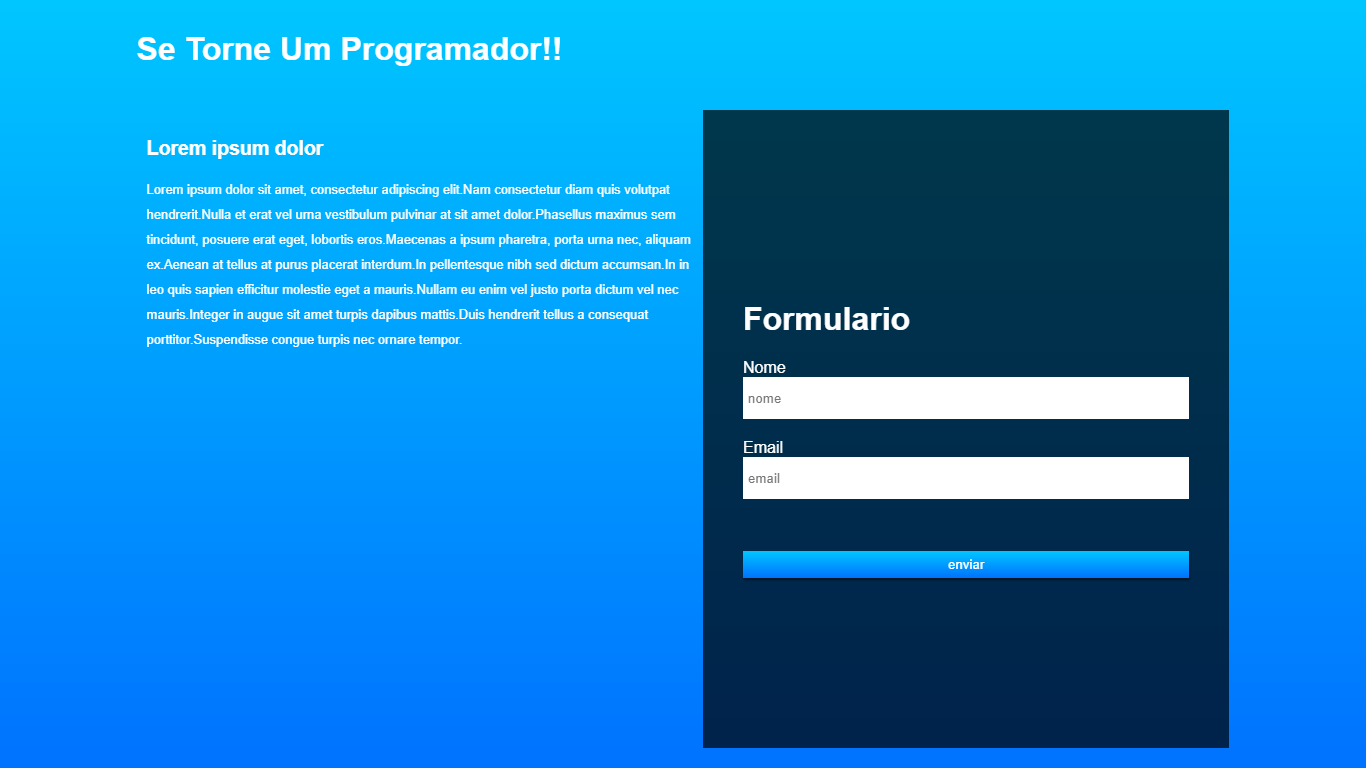 Se Torne Um Programador!!
Lorem ipsum dolor
Lorem ipsum dolor sit amet, consectetur adipiscing elit.Nam consectetur diam quis volutpat
hendrerit.Nulla et erat vel urna vestibulum pulvinar at sit amet dolor.Phasellus maximus sem
tincidunt, posuere erat eget, lobortis eros.Maecenas a ipsum pharetra, porta urna nec, aliquam
ex.Aenean at tellus at purus placerat interdum.In pellentesque nibh sed dictum accumsan.In in
leo quis sapien efficitur molestie eget a mauris.Nullam eu enim vel justo porta dictum vel nec
mauris.Integer in augue sit amet turpis dapibus mattis.Duis hendrerit tellus a consequat
porttitor.Suspendisse congue turpis nec ornare tempor.
Formulario
Nome
nome
Email
email
enviar